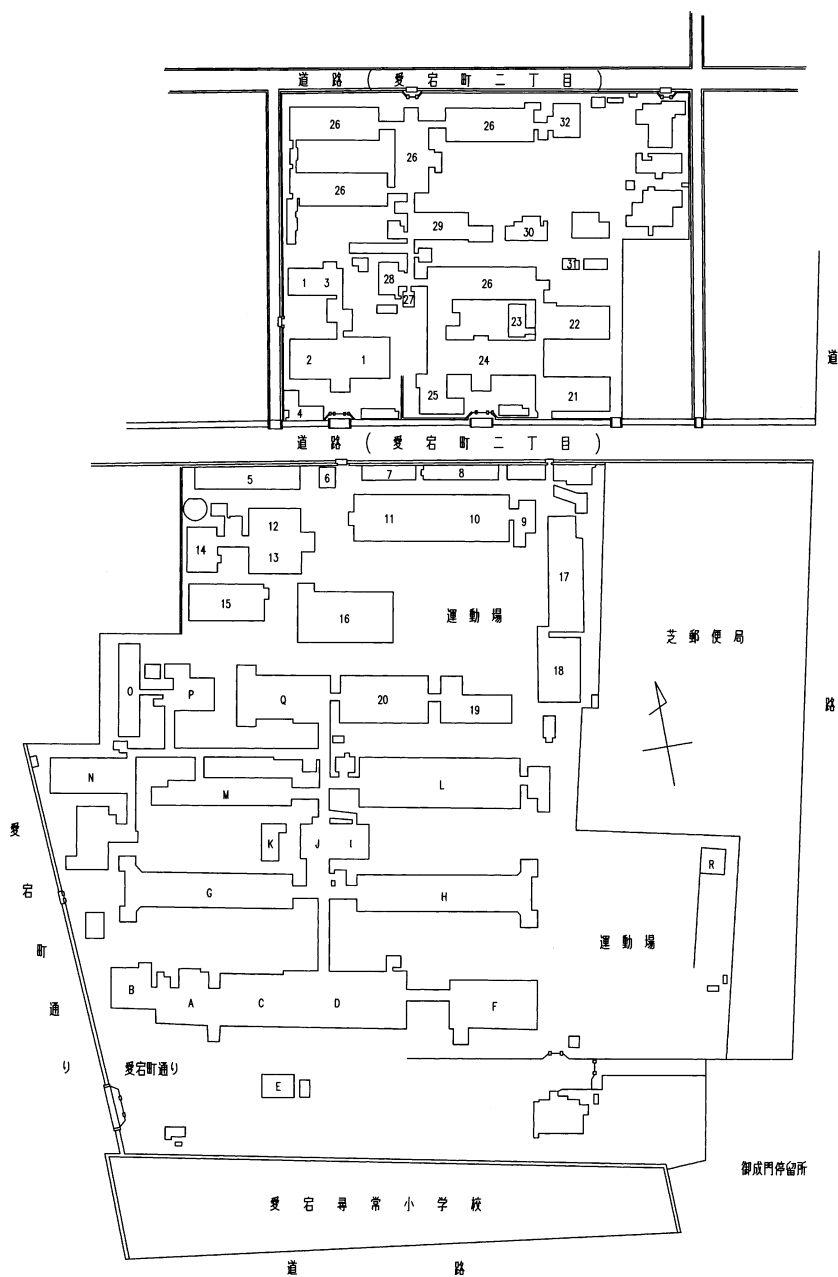 道路(愛宕町二丁目)
26
26
32
26
26
29
30
1 3
28
26
31
27
23
22
2 1
24
25
21
4
道路(愛宕町二丁目)
道路
5
6
7
8
12
11 10
9
14
13
17
15
16
運動場
芝郵便局
18
O
P
Q
20
19
N
M
L
K
J I
G
H
R
愛宕町通り
運動場
B
A
C
D
F
愛宕町通り
E
御成門停留所
愛宕尋常小学校
道路